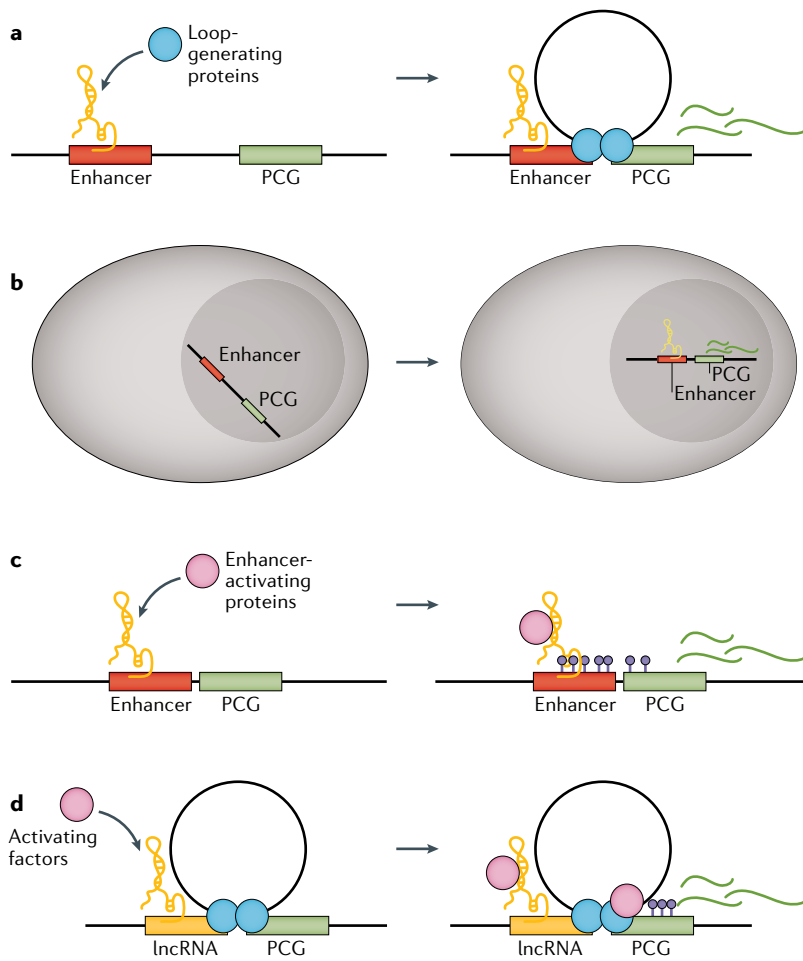 a
Loop-
generating
proteins
Enhancer
PCG
Enhancer
PCG
b
Enhancer
PCG
PCG
Enhancer
c
Enhancer-
activating
proteins
Enhancer
PCG
Enhancer
PCG
d
Activating
factors
lncRNA
PCG
lncRNA
PCG